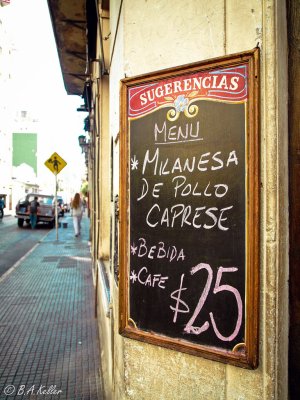 SUGERENCIAS
MENU
* MILANESA
DE POLLO
CAPRESE
* BEBIDA
* CAFE
$25
© B.A. Keller